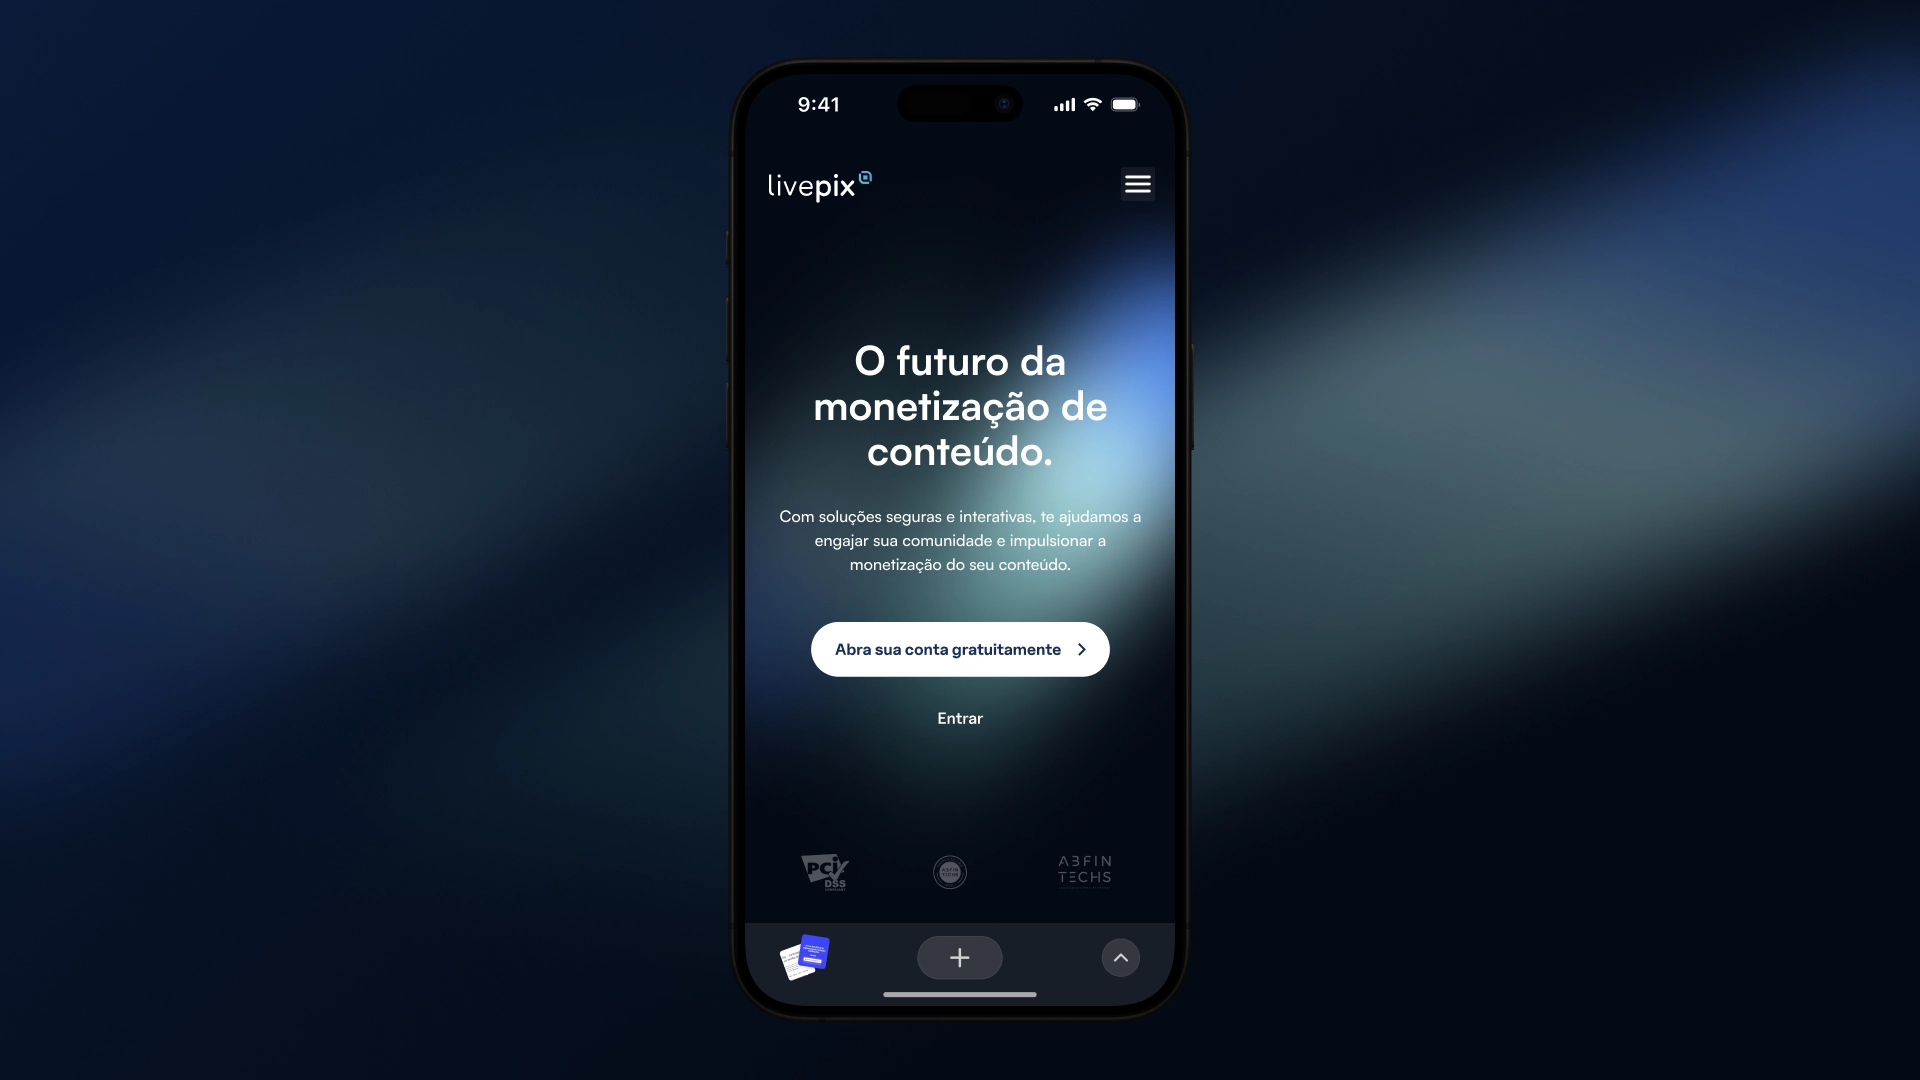 9:41
livepix
O futuro da
monetização de
conteúdo.
Com soluções seguras e interativas, te ajudamos a
engajar sua comunidade e impulsionar a
monetização do seu conteúdo.
Abra sua conta gratuitamente
Entrar
PCi
DSS
ABFIN
TECHS